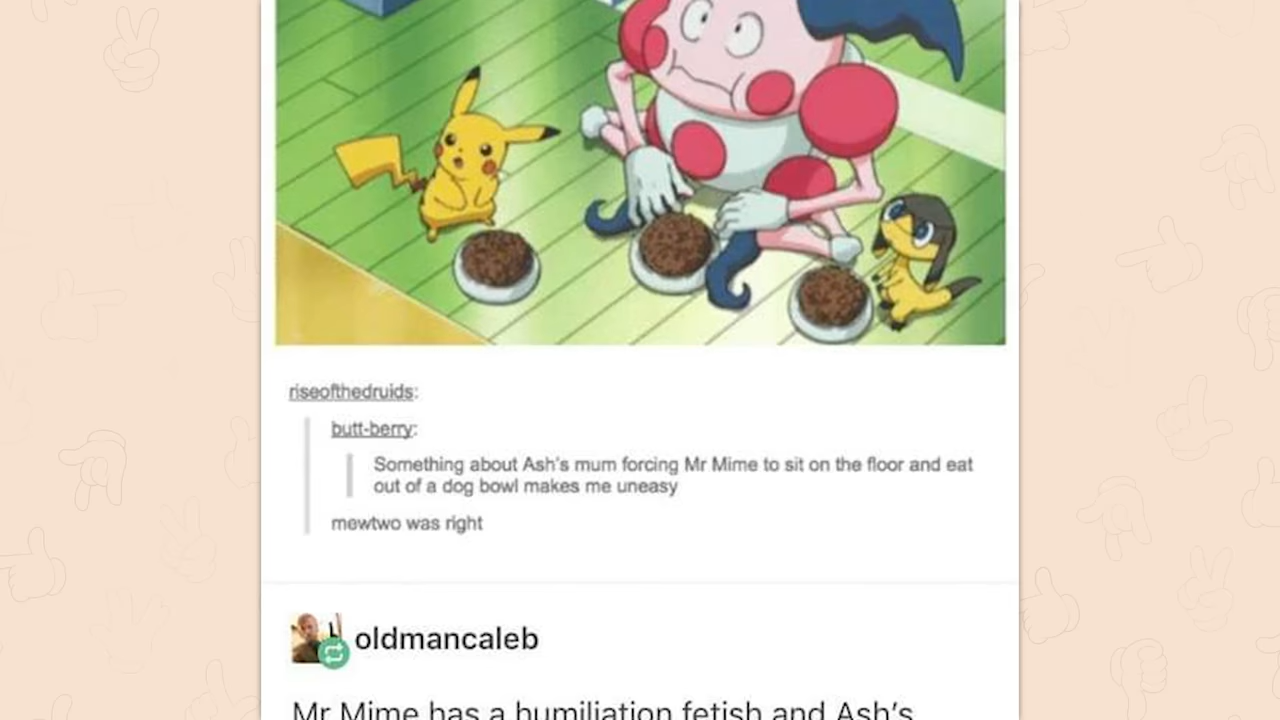 riseofthedruids:
butt-berry:
Something about Ash's mum forcing Mr Mime to sit on the floor and eat
out of a dog bowl makes me uneasy
mewtwo was right
oldmancaleb
Mr Mime has a humiliation fetish and Ash's